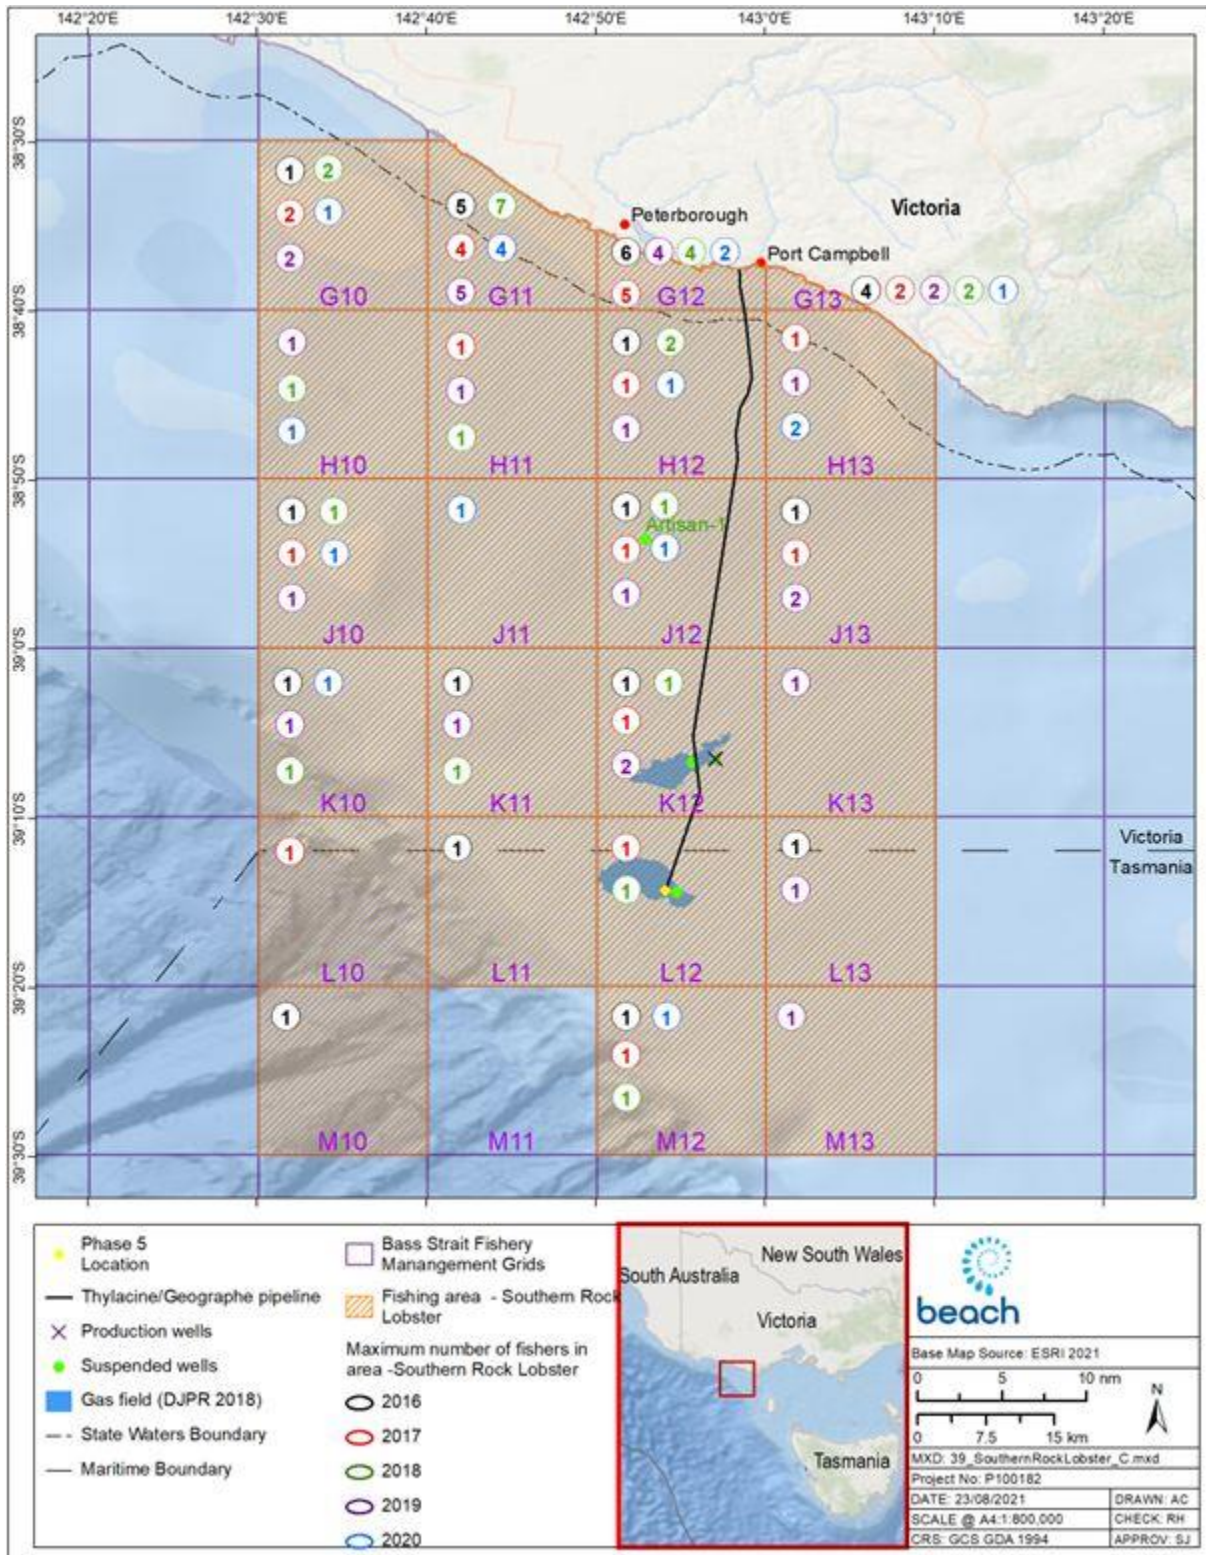 142°20'E 142°30'E 142°40'E 142°50'E 143°0'E 143°10'E 143°20'E
38°30'S
1 2
2 1
2
G10
5 7
4 4
5
G11
Peterborough
6 4 4 2
5
G12
Victoria
Port Campbell
G13
4 2 2 2 1
38°40'S
1
1
1
H10
1
1
1
H11
1 2
1 1
1
H12
1
1
2
H13
38°50'S
1 1
1 1
1
J10
1
J11
1 1
Artisan-1
1 1
1
J12
1
1
2
J13
39°0'S
1 1
1
1
K10
1
1
1
K11
1 1
1
2
K12
1
K13
39°10'S
1
L10
1
L11
1
1
L12
1
1
L13
Victoria
Tasmania
39°20'S
1
M10
M11
1 1
1
1
M12
1
M13
39°30'S
Phase 5
Location
Thylacine/Geographe pipeline
Production wells
Suspended wells
Gas field (DJPR 2018)
State Waters Boundary
Maritime Boundary
Bass Strait Fishery
Manangement Grids
Fishing area - Southern Rock
Lobster
Maximum number of fishers in
area -Southern Rock Lobster
2016
2017
2018
2019
2020
New South Wales
South Australia
Victoria
Tasmania
beach
Base Map Source: ESRI 2021
0 5 10 nm
N
0 7.5 15 km
MXD: 39_SouthernRockLobster_C.mxd
Project No: P100182
DATE: 23/08/2021 DRAWN: AC
SCALE @ A4:1:800,000 CHECK: RH
CRS: GCS GDA 1994 APPROV: SJ